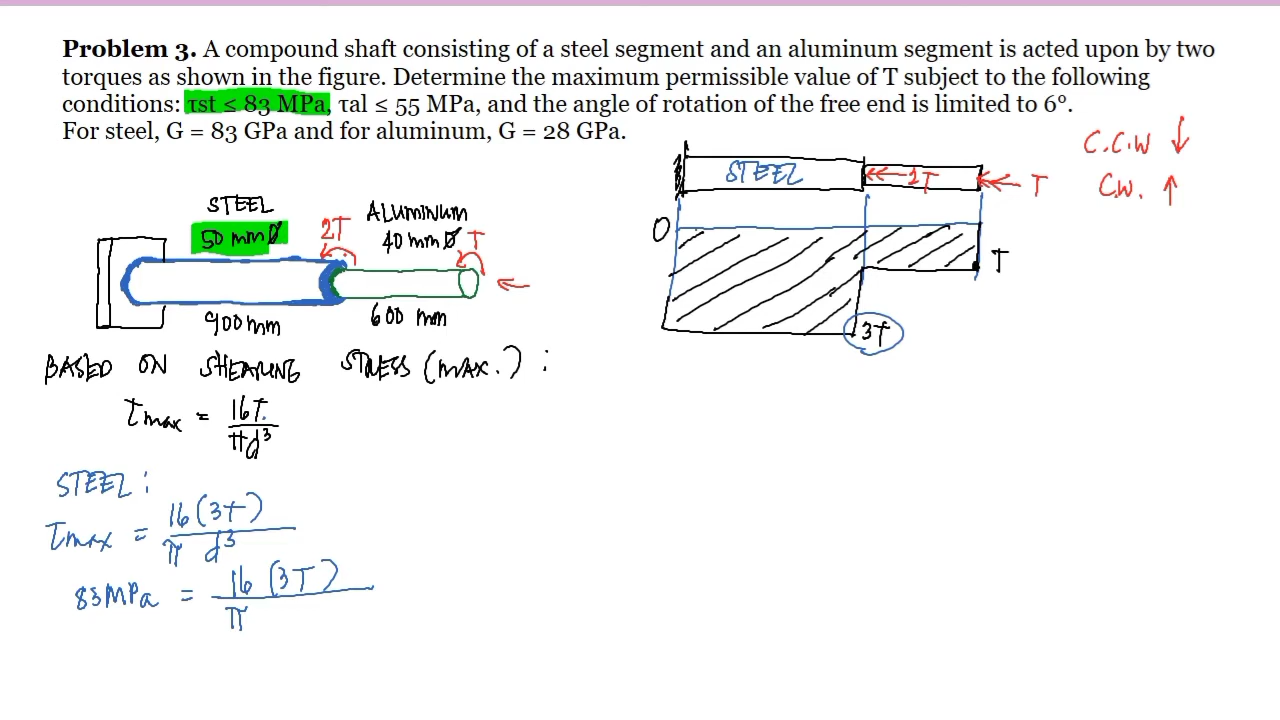 Problem 3. A compound shaft consisting of a steel segment and an aluminum segment is acted upon by two
torques as shown in the figure. Determine the maximum permissible value of T subject to the following
conditions: τst ≤ 83 MPa, τal ≤ 55 MPa, and the angle of rotation of the free end is limited to 6°.
For steel, G = 83 GPa and for aluminum, G = 28 GPa.
C.C.W ↓
STEEL
2T
T
C.W. ↑
STEEL
50 mm Ø
2T
ALUMINUM
40 mm Ø
T
O
T
900 mm
600 mm
3T
BASED ON SHEARING STRESS (MAX.) :
τmax = 16T / πd³
STEEL :
τmax = 16 (3T) / π d³
83 MPa = 16 (3T) / π